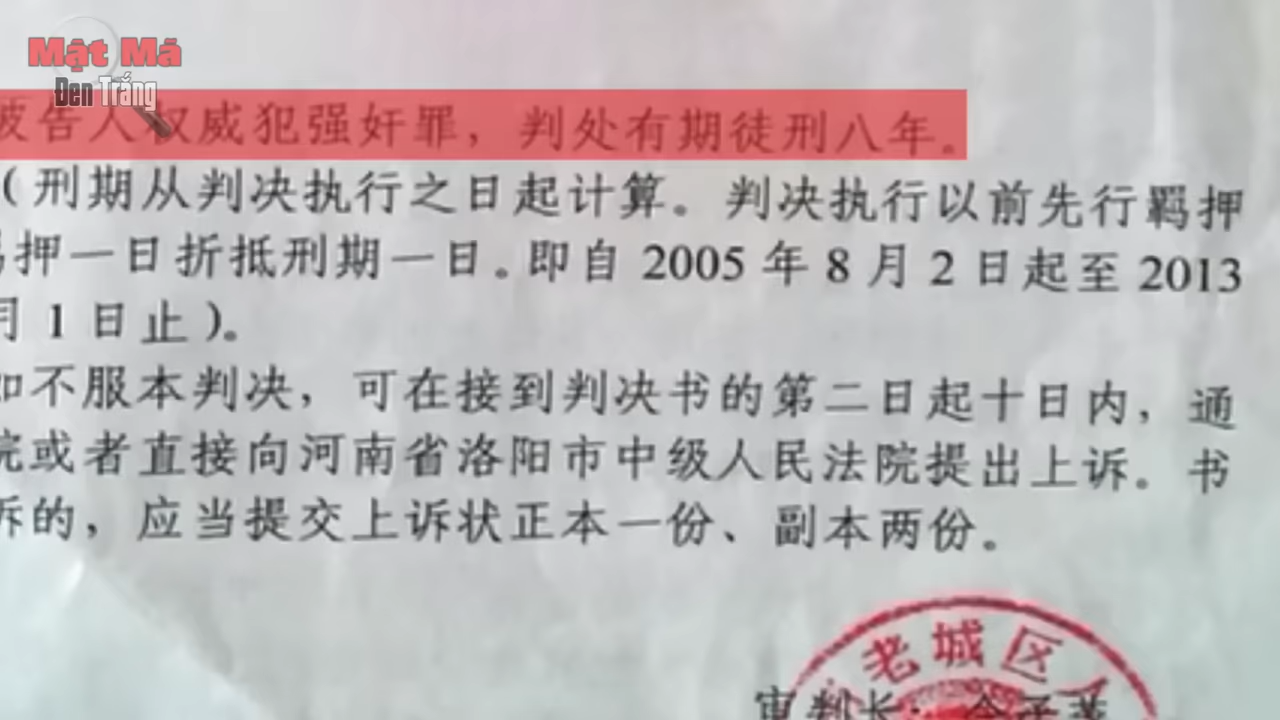 Mật Mã
Đen Trắng
被告人权威犯强奸罪，判处有期徒刑八年。
（刑期从判决执行之日起计算。判决执行以前先行羁押
押一日折抵刑期一日。即自 2005 年 8 月 2 日起至 2013
月 1 日止）。
如不服本判决，可在接到判决书的第二日起十日内，通
院或者直接向河南省洛阳市中级人民法院提出上诉。书
诉的，应当提交上诉状正本一份、副本两份。
老城区人
审判长：